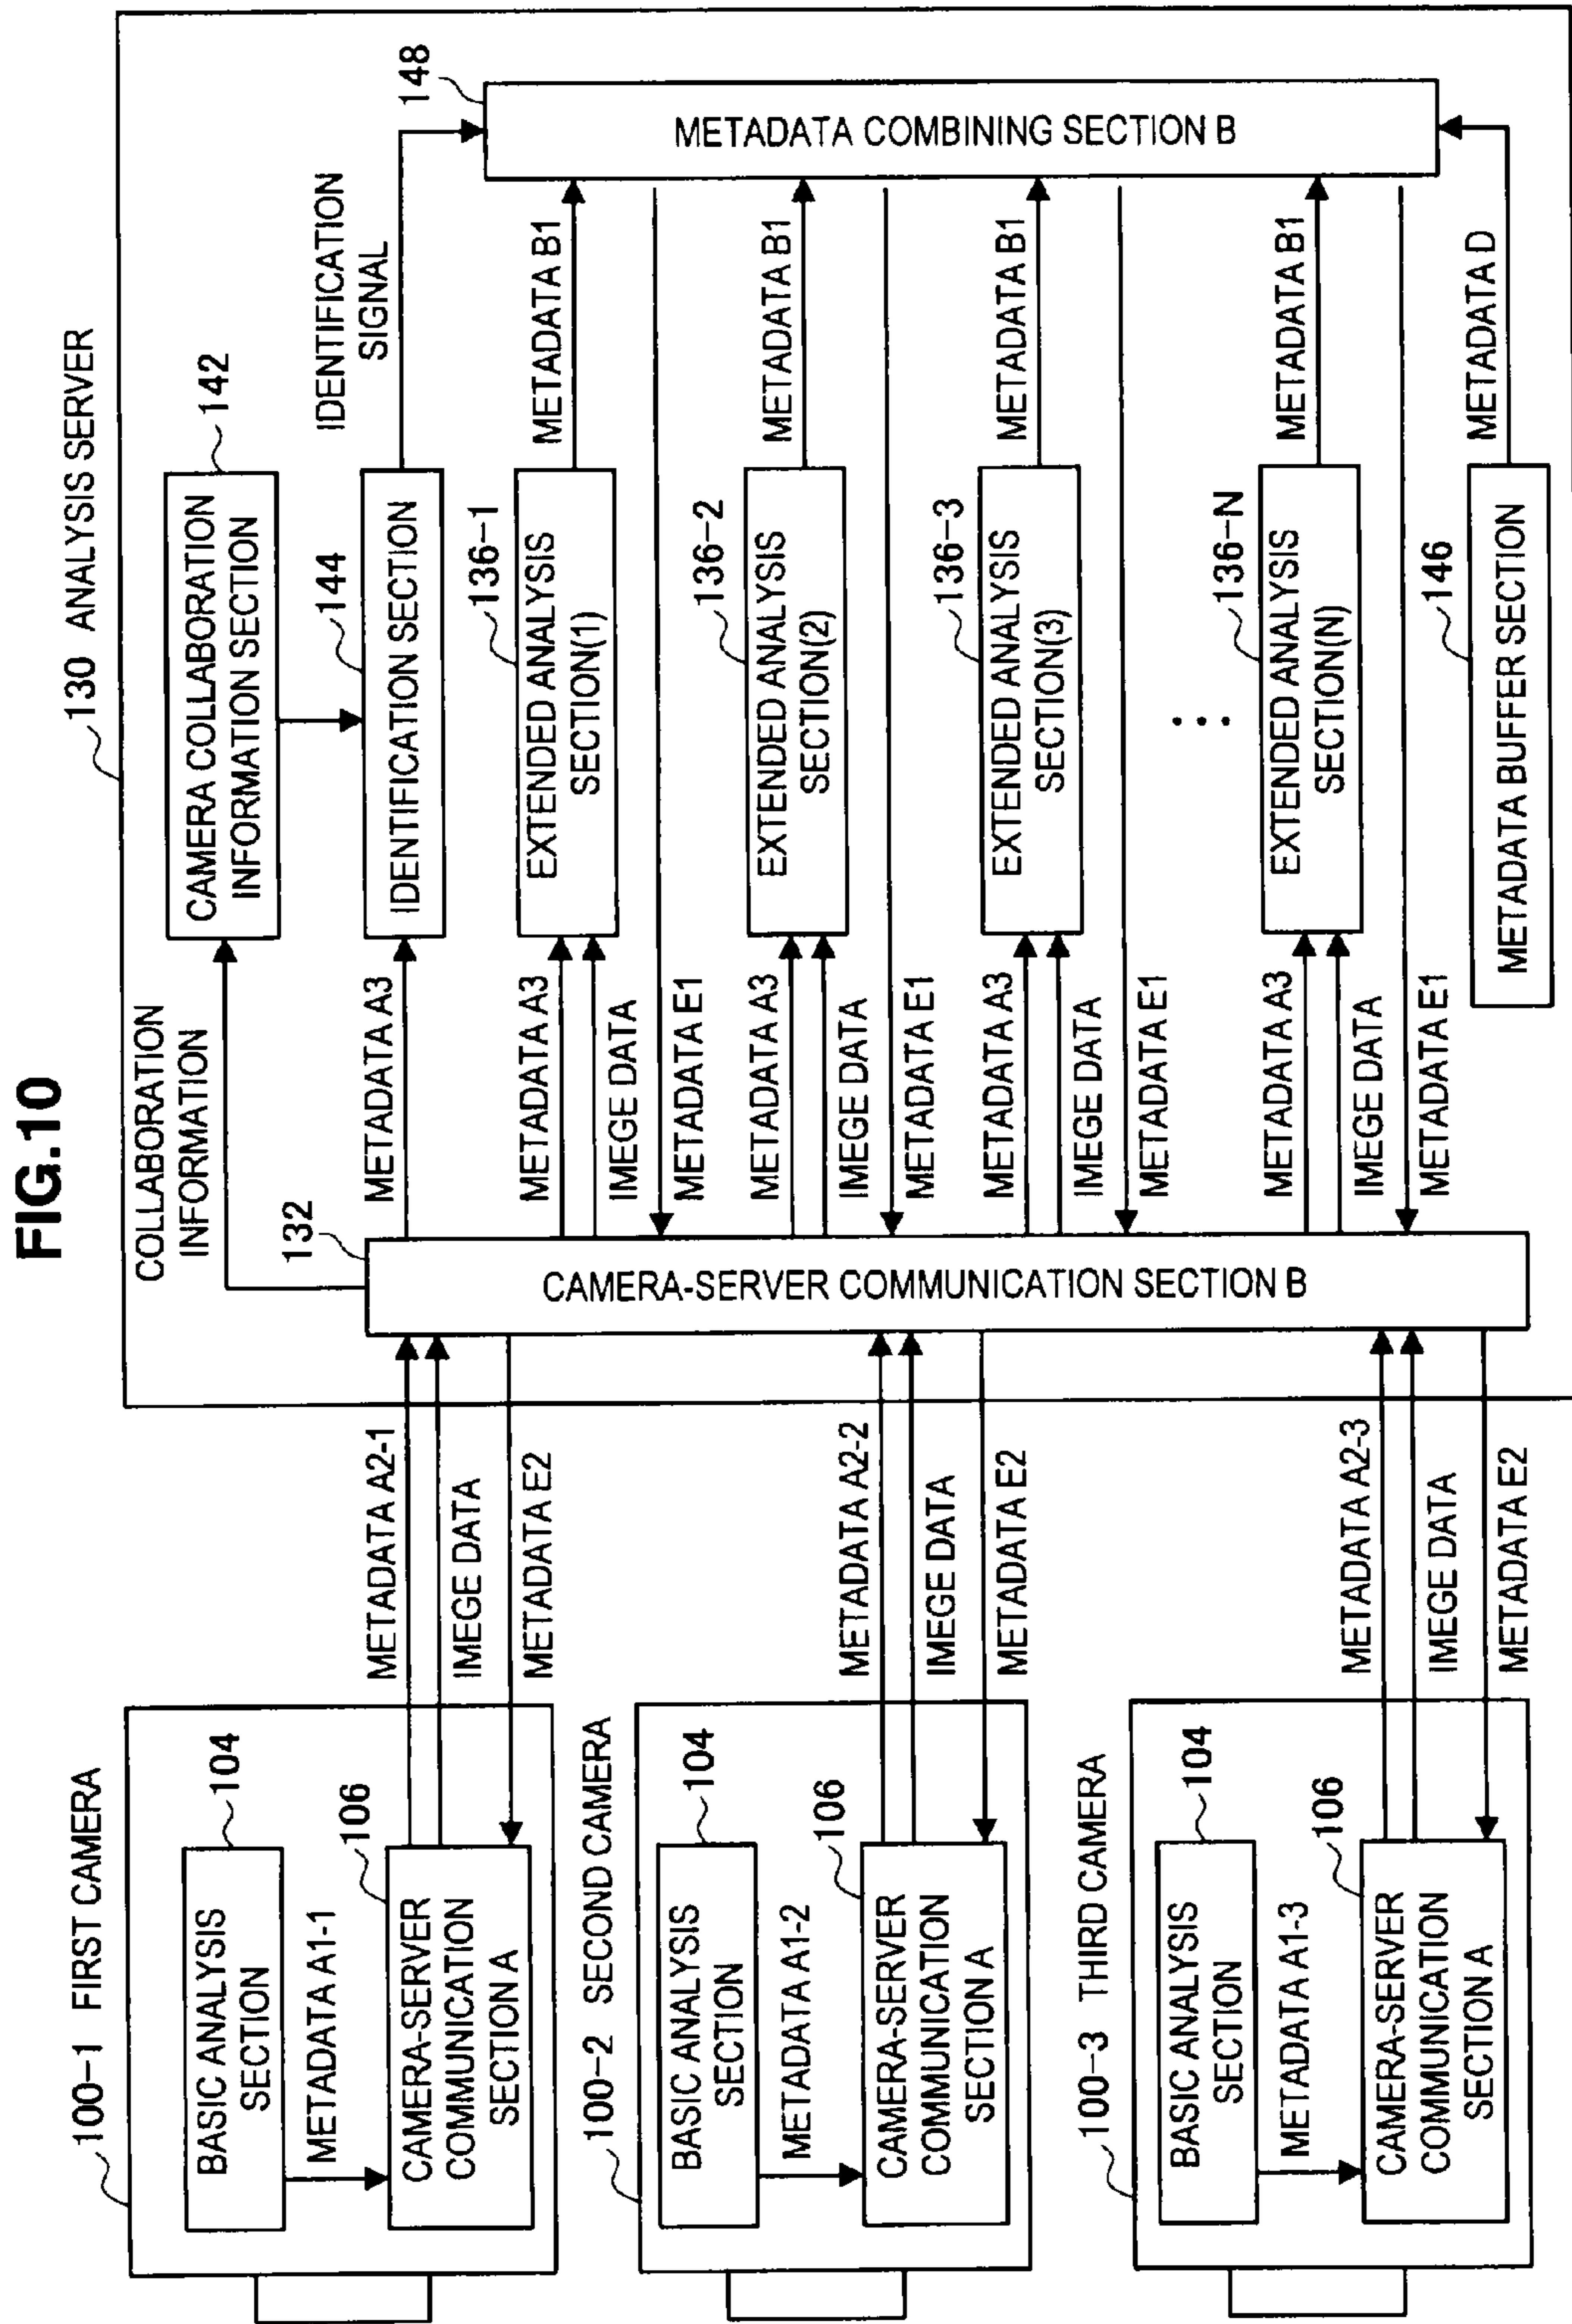 FIG.10
100-1 FIRST CAMERA
BASIC ANALYSIS
SECTION
104
METADATA A1-1
106
CAMERA-SERVER
COMMUNICATION
SECTION A
METADATA A2-1
IMEGE DATA
METADATA E2
100-2 SECOND CAMERA
BASIC ANALYSIS
SECTION
104
METADATA A1-2
106
CAMERA-SERVER
COMMUNICATION
SECTION A
METADATA A2-2
IMEGE DATA
METADATA E2
100-3 THIRD CAMERA
BASIC ANALYSIS
SECTION
104
METADATA A1-3
106
CAMERA-SERVER
COMMUNICATION
SECTION A
METADATA A2-3
IMEGE DATA
METADATA E2
130 ANALYSIS SERVER
COLLABORATION
INFORMATION
132
CAMERA-SERVER COMMUNICATION SECTION B
CAMERA COLLABORATION
INFORMATION SECTION
142
METADATA A3
144
IDENTIFICATION SECTION
IDENTIFICATION
SIGNAL
148
METADATA COMBINING SECTION B
METADATA A3
IMEGE DATA
136-1
EXTENDED ANALYSIS
SECTION(1)
METADATA B1
METADATA E1
METADATA A3
IMEGE DATA
136-2
EXTENDED ANALYSIS
SECTION(2)
METADATA B1
METADATA E1
METADATA A3
IMEGE DATA
136-3
EXTENDED ANALYSIS
SECTION(3)
METADATA B1
METADATA E1
...
METADATA A3
IMEGE DATA
136-N
EXTENDED ANALYSIS
SECTION(N)
METADATA B1
METADATA E1
146
METADATA BUFFER SECTION
METADATA D